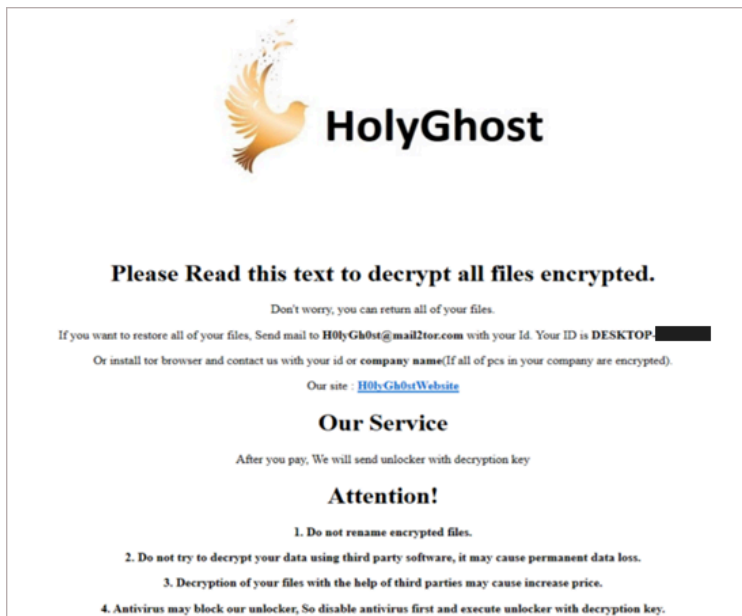 HolyGhost
Please Read this text to decrypt all files encrypted.
Don't worry, you can return all of your files.
If you want to restore all of your files, Send mail to H0lyGh0st@mail2tor.com with your Id. Your ID is DESKTOP-
Or install tor browser and contact us with your id or company name(If all of pcs in your company are encrypted).
Our site : H0lyGh0stWebsite
Our Service
After you pay, We will send unlocker with decryption key
Attention!
1. Do not rename encrypted files.
2. Do not try to decrypt your data using third party software, it may cause permanent data loss.
3. Decryption of your files with the help of third parties may cause increase price.
4. Antivirus may block our unlocker, So disable antivirus first and execute unlocker with decryption key.